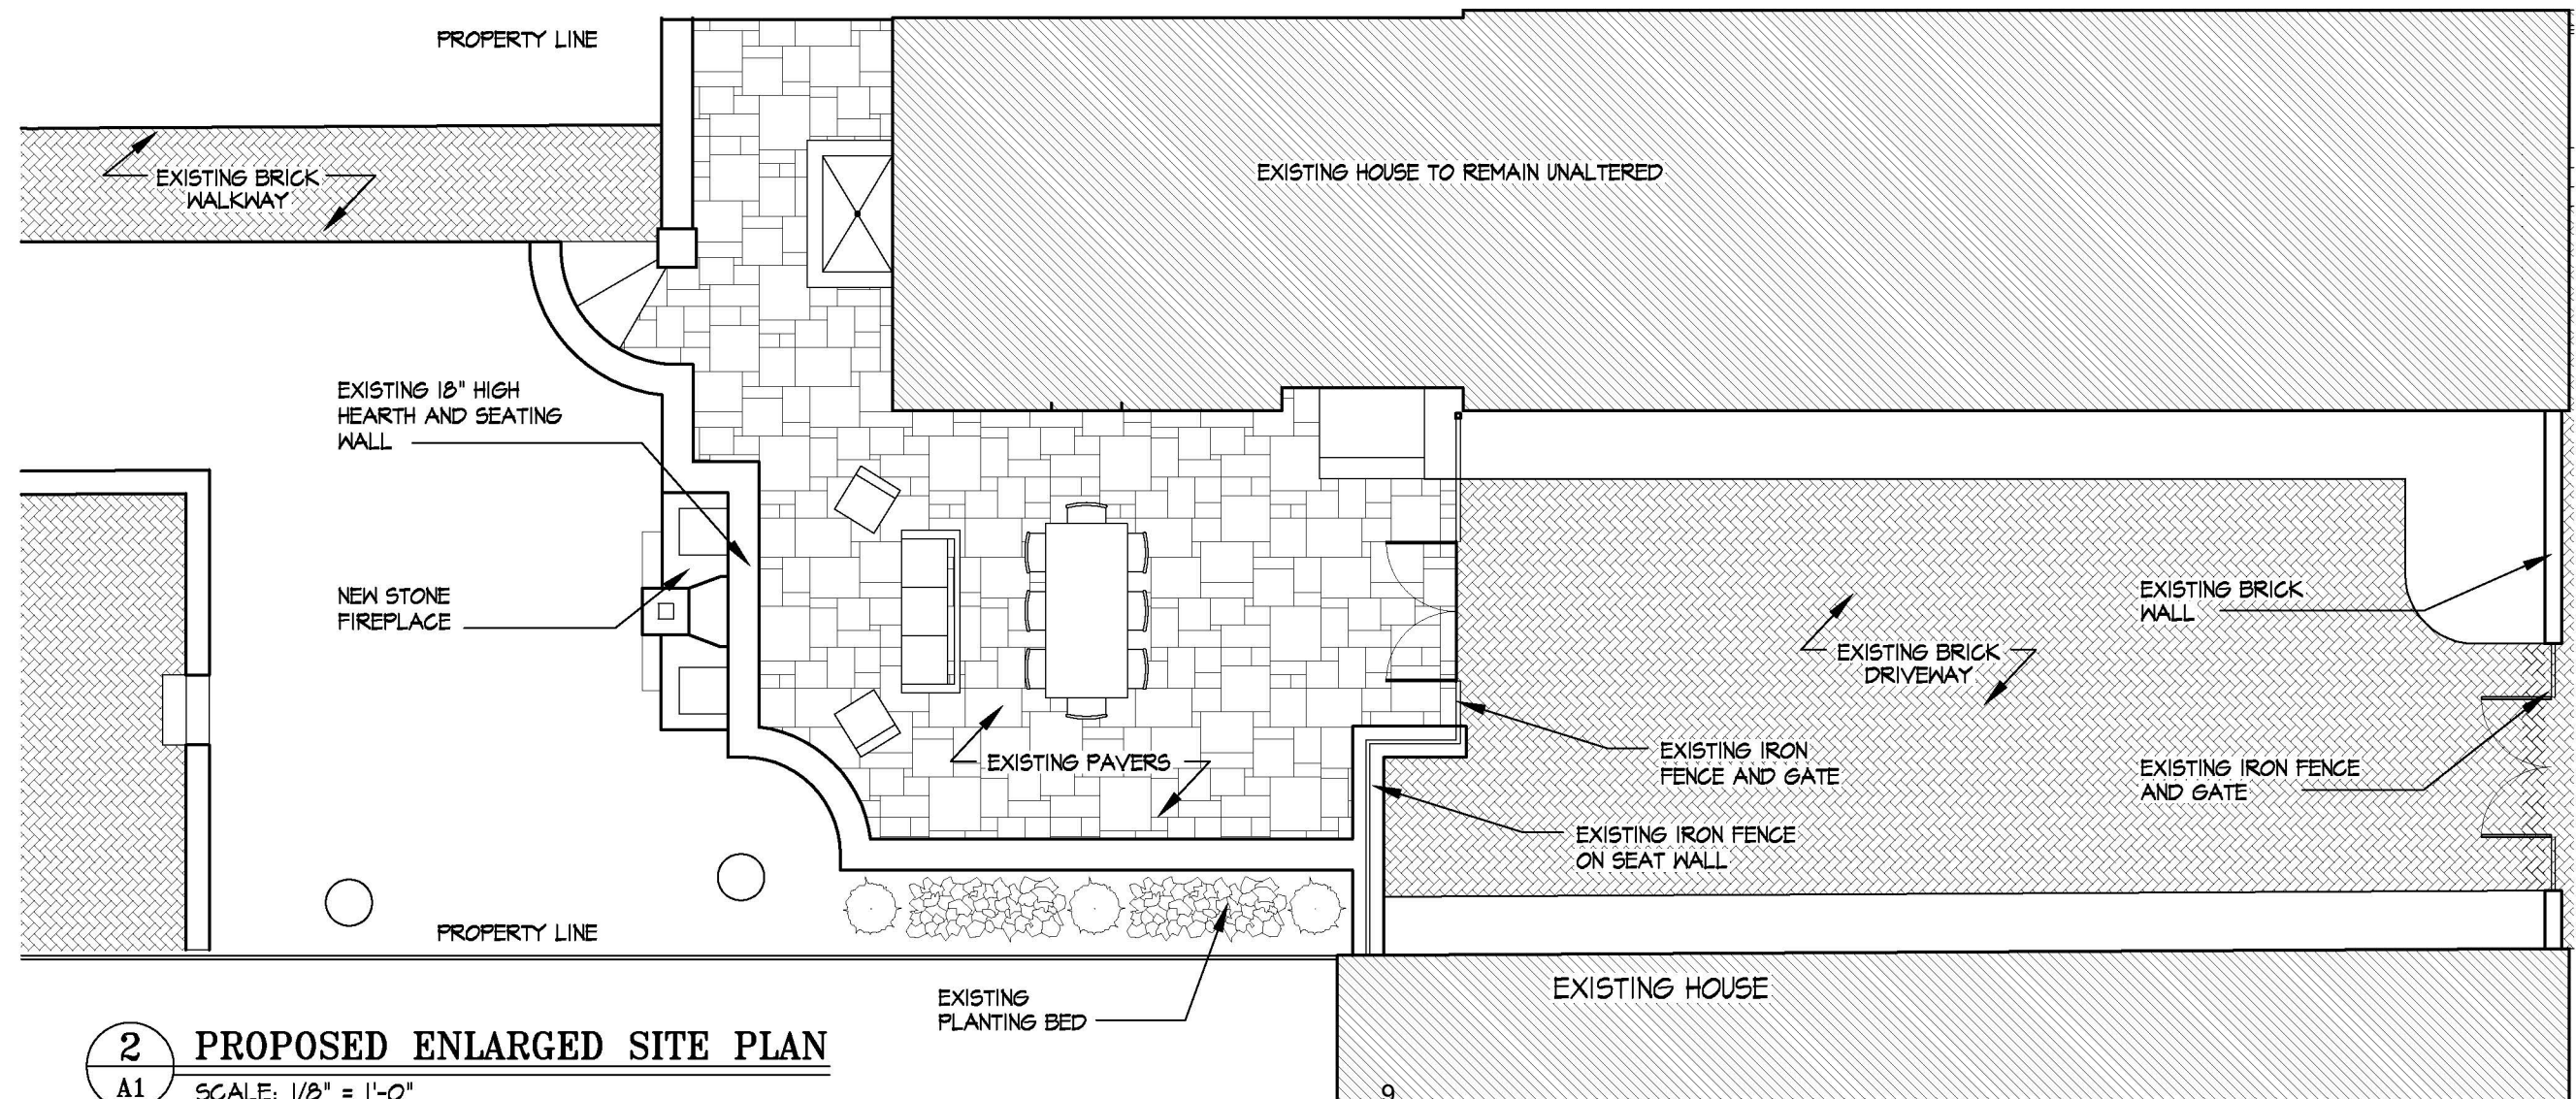 PROPERTY LINE
EXISTING BRICK
WALKWAY
EXISTING HOUSE TO REMAIN UNALTERED
EXISTING 18" HIGH
HEARTH AND SEATING
WALL
NEW STONE
FIREPLACE
EXISTING BRICK
WALL
EXISTING BRICK
DRIVEWAY
EXISTING PAVERS
EXISTING IRON
FENCE AND GATE
EXISTING IRON FENCE
AND GATE
EXISTING IRON FENCE
ON SEAT WALL
PROPERTY LINE
EXISTING
PLANTING BED
EXISTING HOUSE
2
A1
PROPOSED ENLARGED SITE PLAN
SCALE: 1/8" = 1'-0"
9